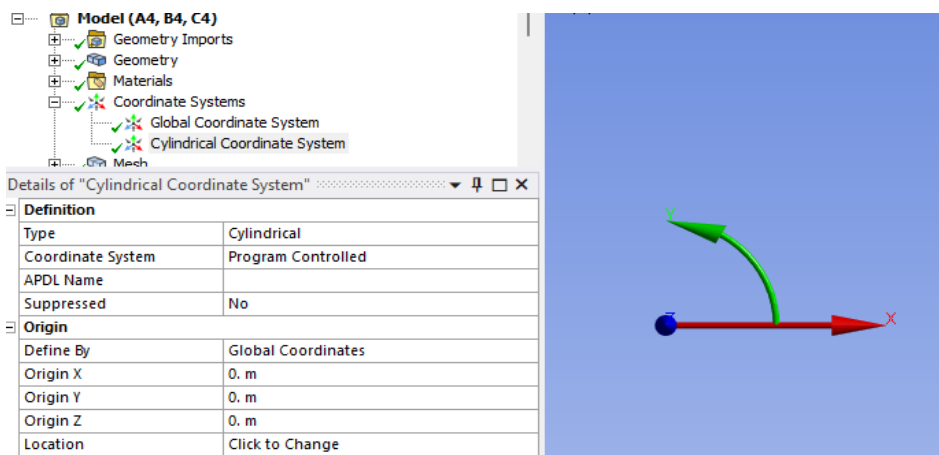 Model (A4, B4, C4)
Geometry Imports
Geometry
Materials
Coordinate Systems
Global Coordinate System
Cylindrical Coordinate System
Mesh
Details of "Cylindrical Coordinate System"
Definition
Type Cylindrical
Coordinate System Program Controlled
APDL Name
Suppressed No
Origin
Define By Global Coordinates
Origin X 0. m
Origin Y 0. m
Origin Z 0. m
Location Click to Change
Y
Z
X